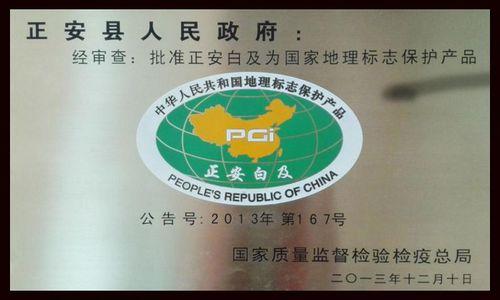 正安县人民政府：
经审查：批准正安白及为国家地理标志保护产品
中华人民共和国地理标志保护产品
PGi
正安白及
PEOPLE'S REPUBLIC OF CHINA
公告号：2013年 第167号
国家质量监督检验检疫总局
二〇一三年十二月十日